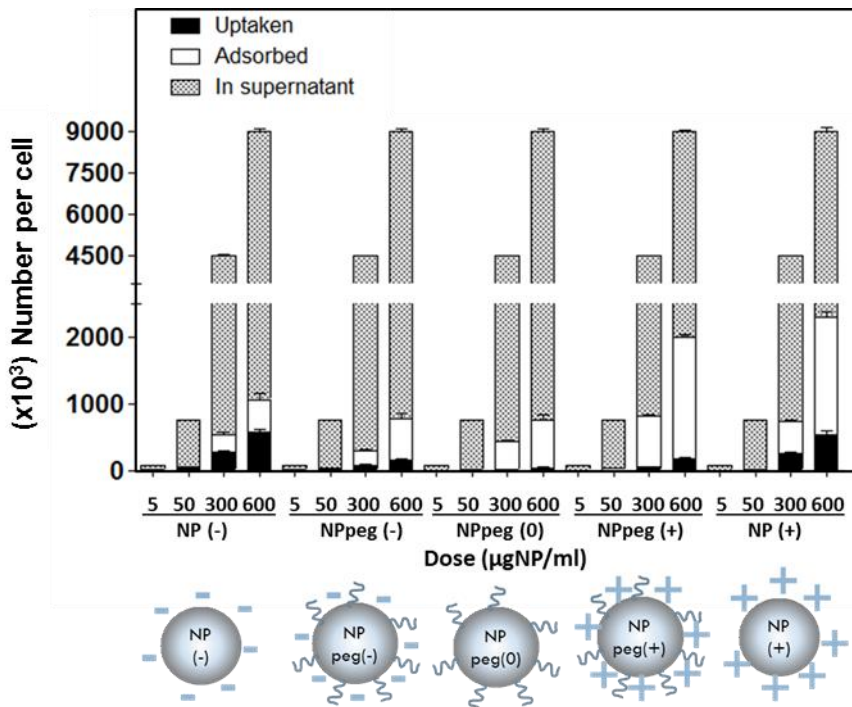 Uptaken
Adsorbed
In supernatant
(x10³) Number per cell
9000
7500
6000
4500
2000
1000
0
5 50 300 600 5 50 300 600 5 50 300 600 5 50 300 600 5 50 300 600
NP (-) NPpeg (-) NPpeg (0) NPpeg (+) NP (+)
Dose (µgNP/ml)
NP NP NP NP NP
(-) peg(-) peg(0) peg(+) (+)